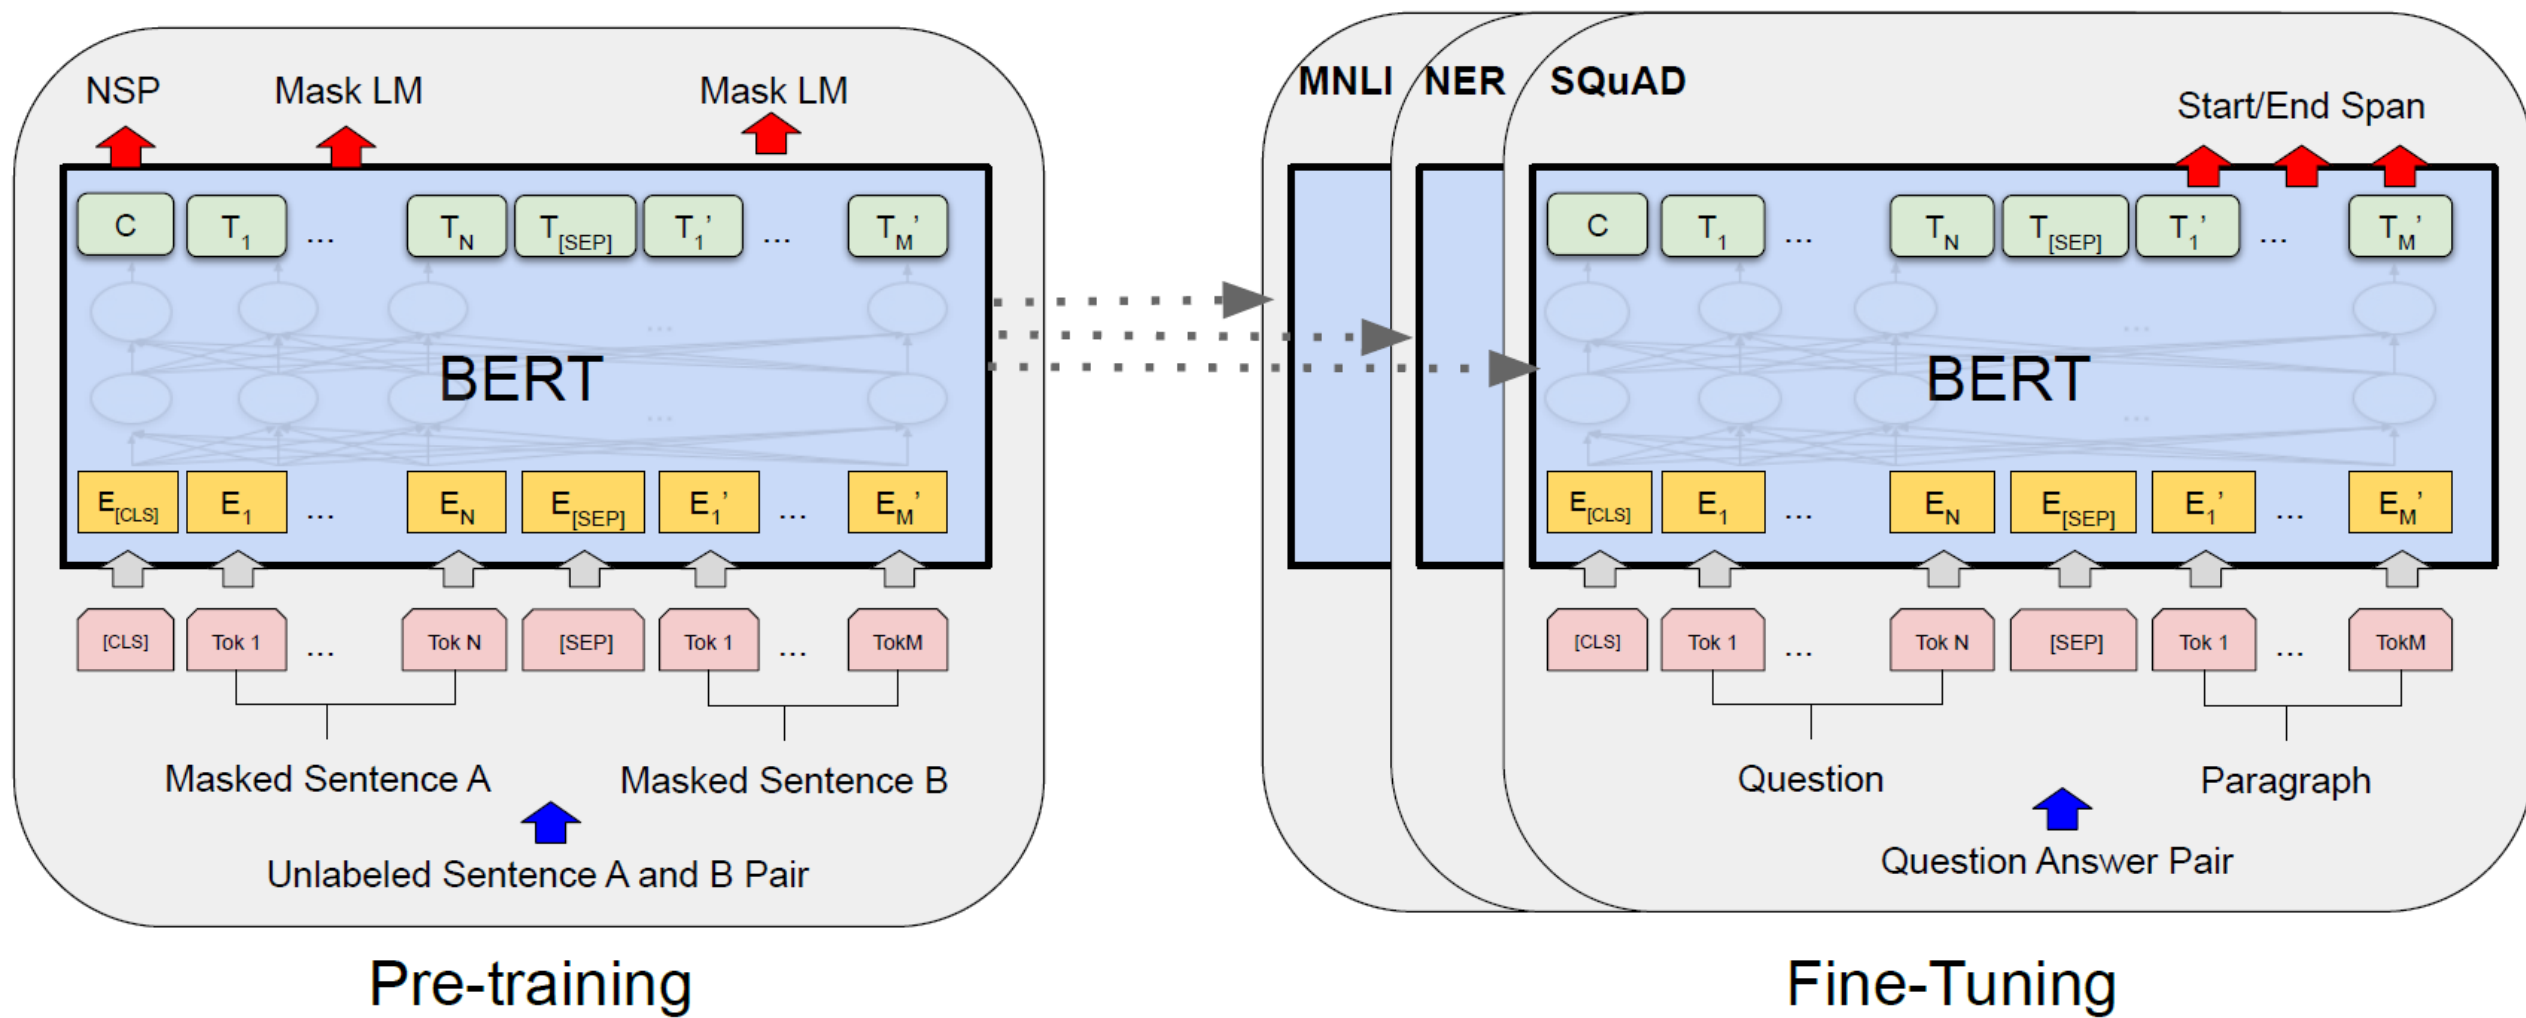 NSP Mask LM Mask LM
C T1 ... TN T[SEP] T1’ ... TM’
...
BERT
...
E[CLS] E1 ... EN E[SEP] E1’ ... EM’
[CLS] Tok 1 ... Tok N [SEP] Tok 1 ... TokM
Masked Sentence A Masked Sentence B
Unlabeled Sentence A and B Pair
Pre-training
MNLI NER SQuAD
Start/End Span
C T1 ... TN T[SEP] T1’ ... TM’
...
BERT
...
E[CLS] E1 ... EN E[SEP] E1’ ... EM’
[CLS] Tok 1 ... Tok N [SEP] Tok 1 ... TokM
Question Paragraph
Question Answer Pair
Fine-Tuning